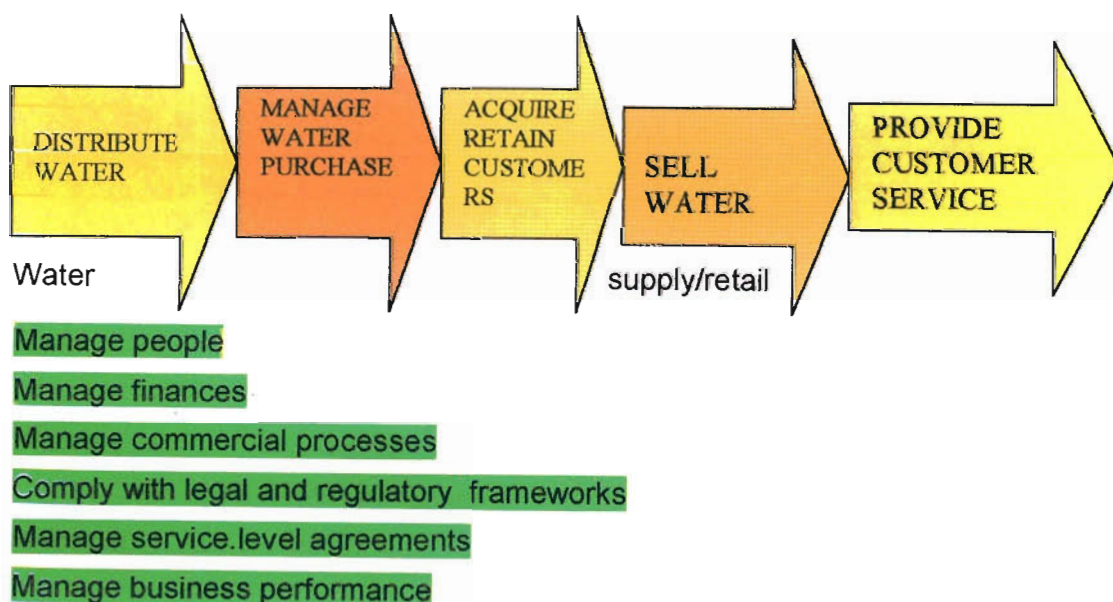 DISTRIBUTE
WATER
MANAGE
WATER
PURCHASE
ACQUIRE
RETAIN
CUSTOME
RS
SELL
WATER
PROVIDE
CUSTOMER
SERVICE
Water
supply/retail
Manage people
Manage finances
Manage commercial processes
Comply with legal and regulatory frameworks
Manage service.level agreements
Manage business performance